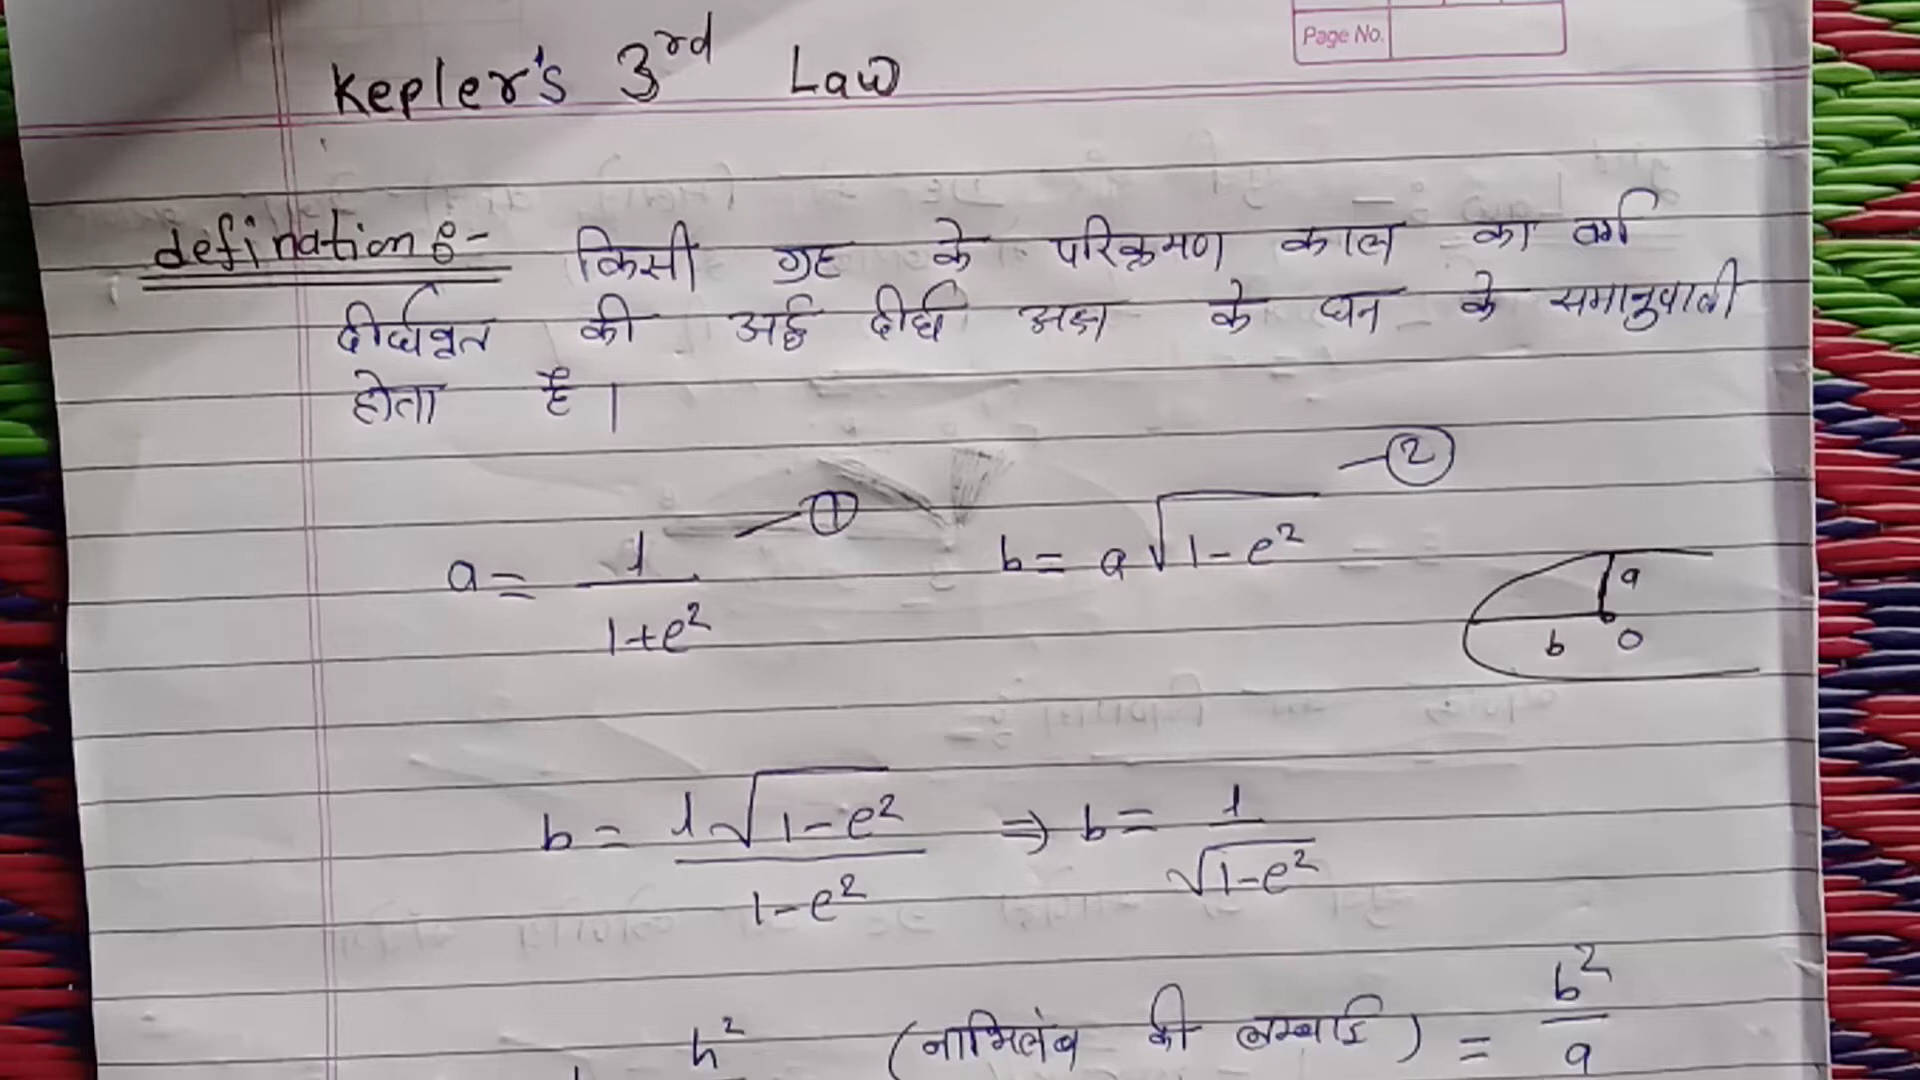 Page No.
Kepler's 3rd Law
defination :- किसी ग्रह के परिक्रमण काल का वर्ग
दीर्घवृत की अर्द्ध दीर्घ अक्ष के घन के समानुपाती
होता है।
a = 1/(1+e²) —① b = a√(1-e²) —②
a
b O
b = 1√(1-e²)/(1-e²) ⇒ b = 1/√(1-e²)
h² (नाभिलंब की लम्बाई) = b²/a